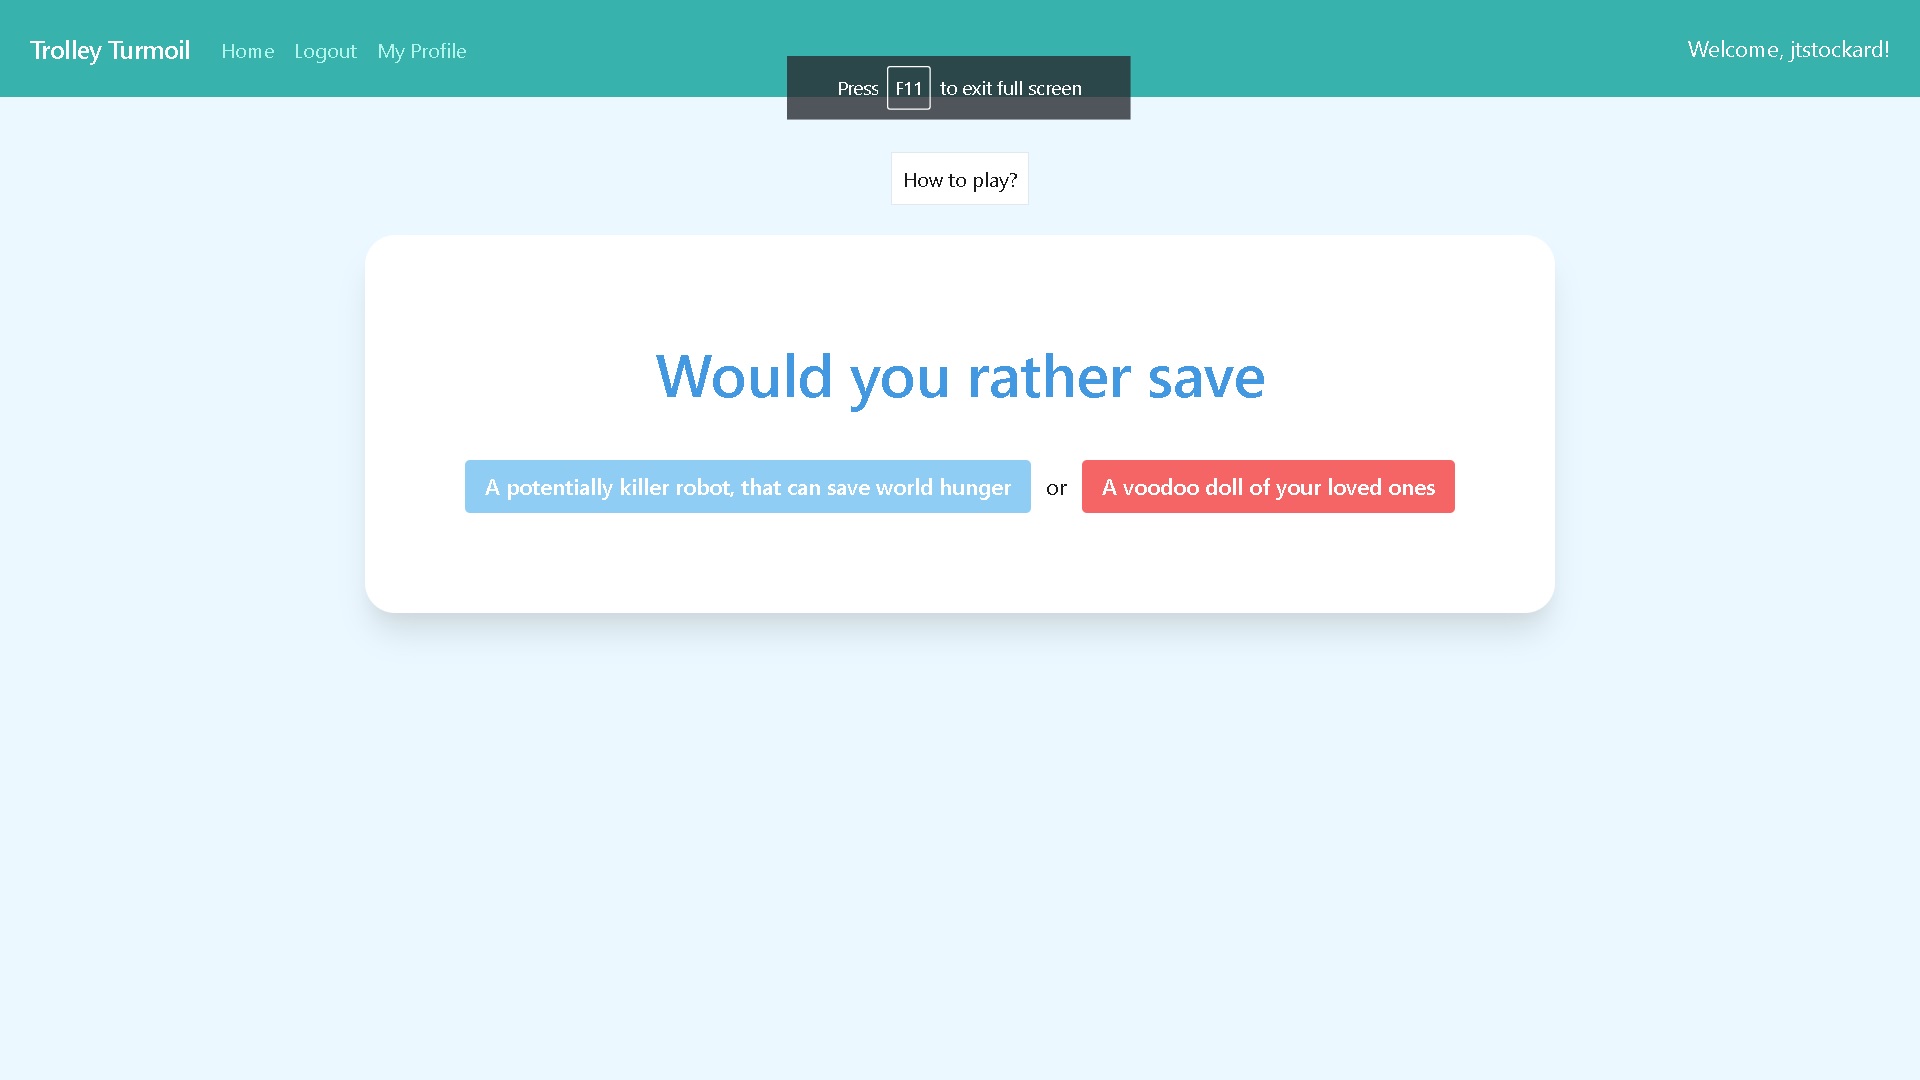 Trolley Turmoil Home Logout My Profile Welcome, jtstockard!
Press F11 to exit full screen
How to play?
Would you rather save
A potentially killer robot, that can save world hunger or A voodoo doll of your loved ones